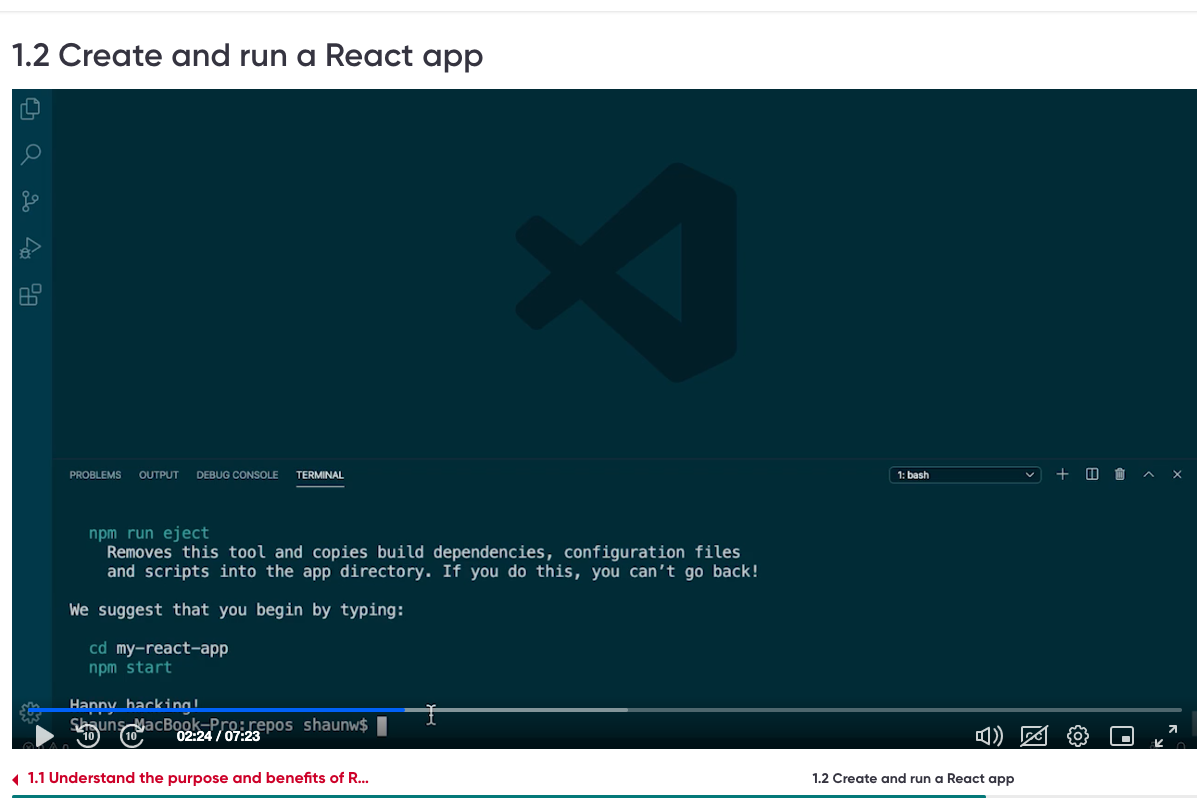 1.2 Create and run a React app
PROBLEMS OUTPUT DEBUG CONSOLE TERMINAL
1: bash
npm run eject
Removes this tool and copies build dependencies, configuration files
and scripts into the app directory. If you do this, you can't go back!
We suggest that you begin by typing:
cd my-react-app
npm start
Happy hacking!
Shauns-MacBook-Pro:repos shaunw$
10 10 02:24 / 07:23 CC
1.1 Understand the purpose and benefits of R... 1.2 Create and run a React app